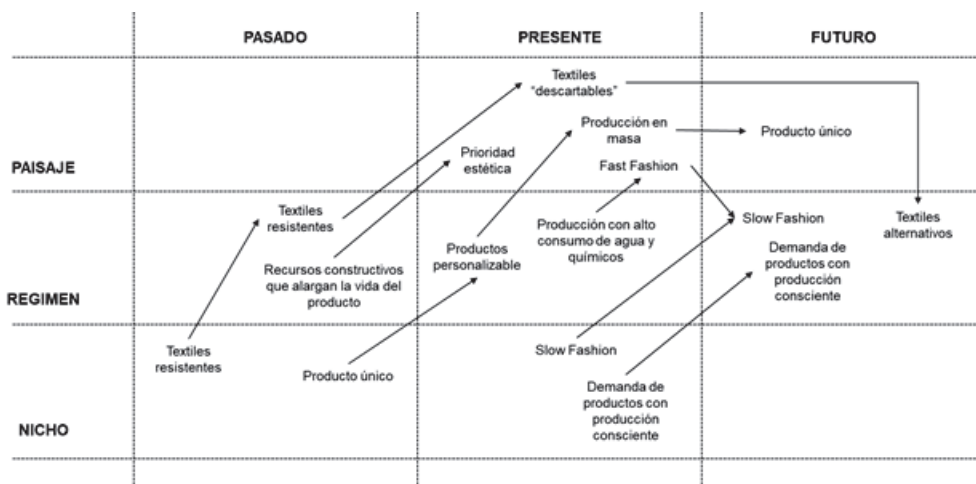 PASADO
PRESENTE
FUTURO
PAISAJE
Textiles
“descartables”
Producción en
masa
Producto único
Prioridad
estética
Fast Fashion
REGIMEN
Textiles
resistentes
Recursos constructivos
que alargan la vida del
producto
Productos
personalizable
Producción con alto
consumo de agua y
químicos
Slow Fashion
Demanda de
productos con
producción
consciente
Textiles
alternativos
NICHO
Textiles
resistentes
Producto único
Slow Fashion
Demanda de
productos con
producción
consciente